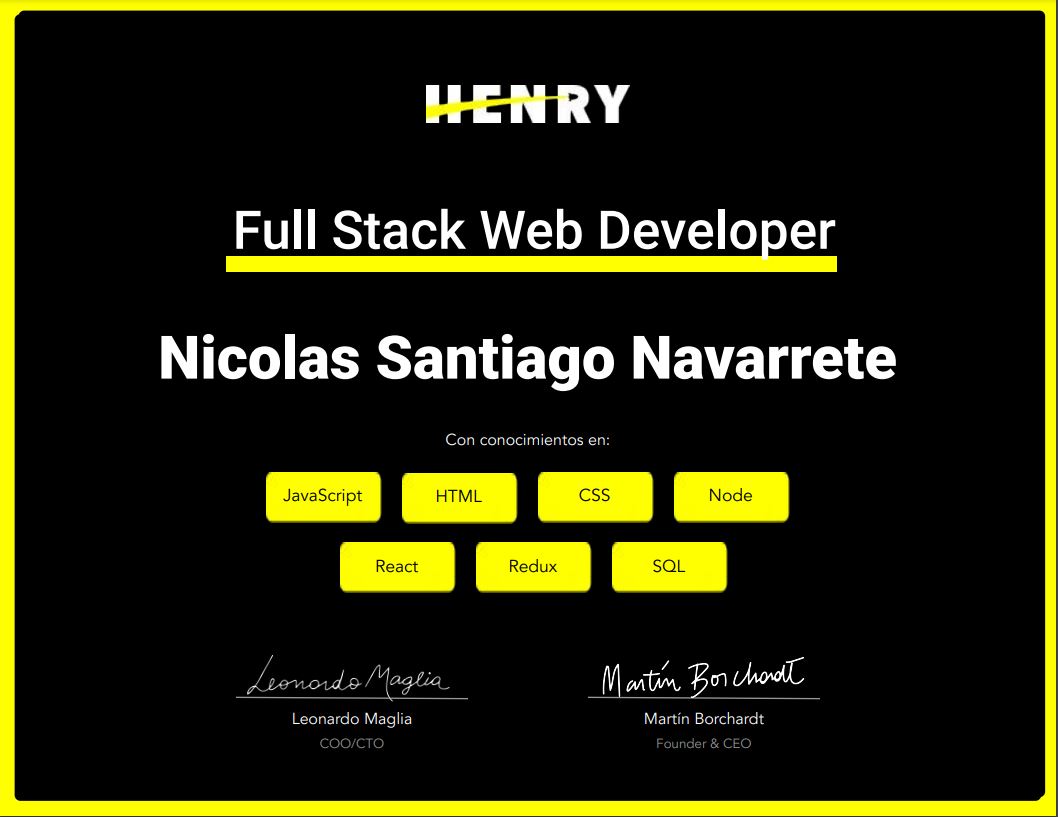 HENRY
Full Stack Web Developer
Nicolas Santiago Navarrete
Con conocimientos en:
JavaScript HTML CSS Node
React Redux SQL
Leonardo Maglia Martín Borchardt
Leonardo Maglia Martín Borchardt
COO/CTO Founder & CEO